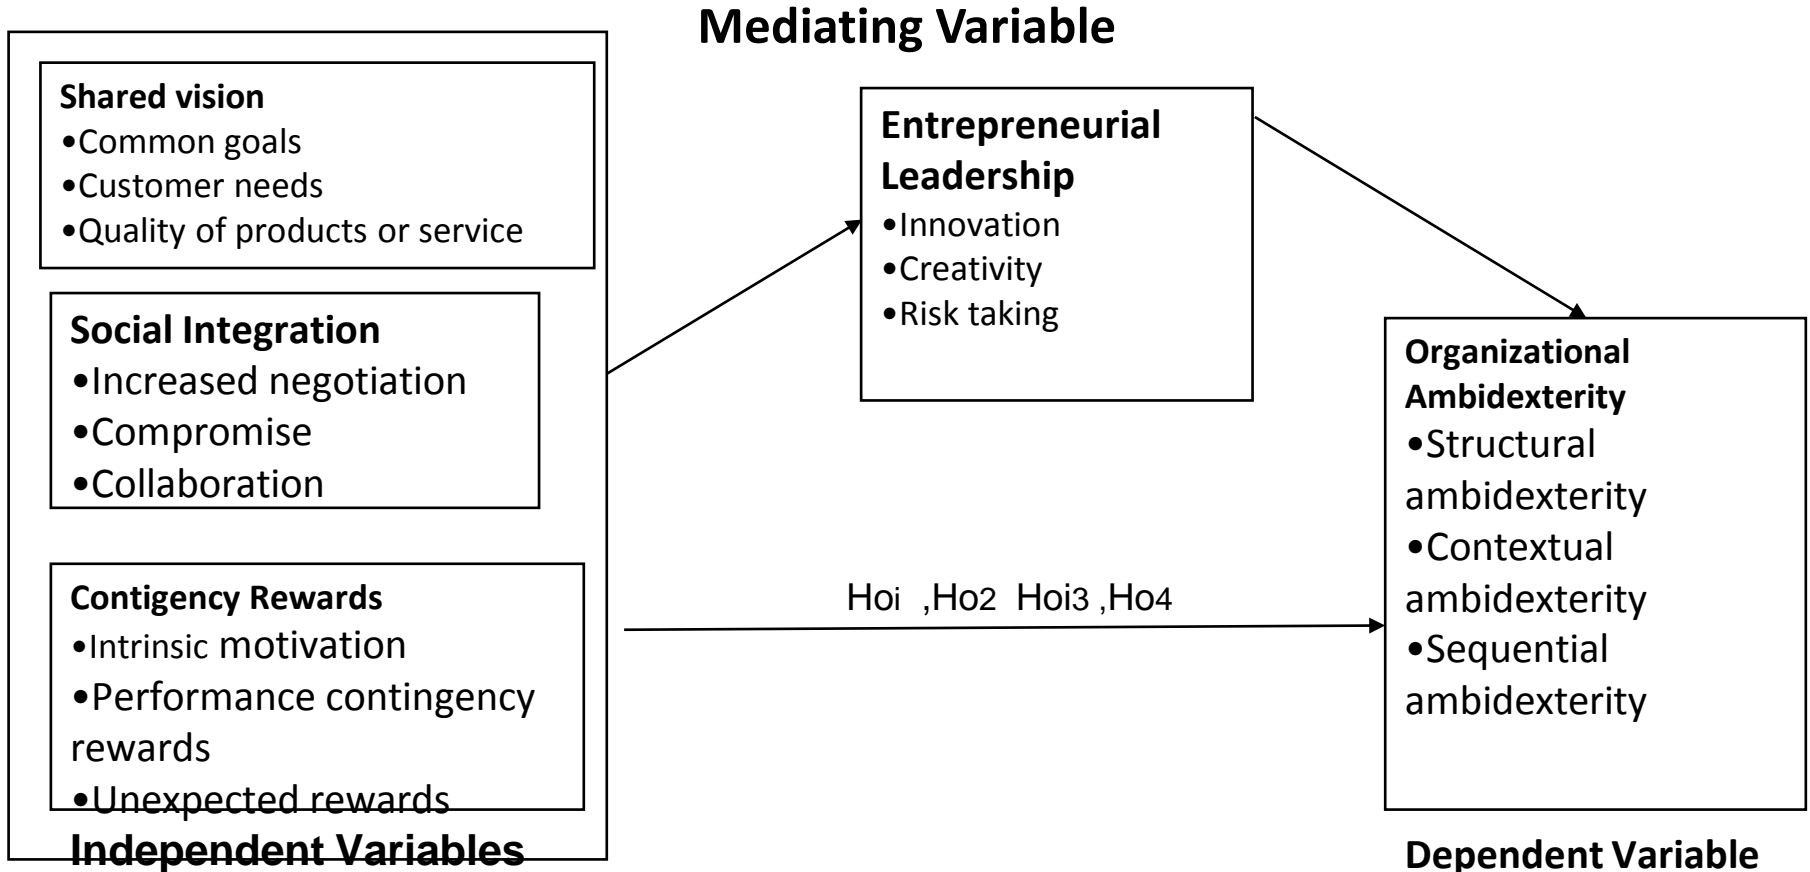 Mediating Variable
Shared vision
•Common goals
•Customer needs
•Quality of products or service
Social Integration
•Increased negotiation
•Compromise
•Collaboration
Contigency Rewards
•Intrinsic motivation
•Performance contingency
rewards
•Unexpected rewards
Independent Variables
Entrepreneurial
Leadership
•Innovation
•Creativity
•Risk taking
Hoi ,Ho2 Hoi3 ,Ho4
Organizational
Ambidexterity
•Structural
ambidexterity
•Contextual
ambidexterity
•Sequential
ambidexterity
Dependent Variable